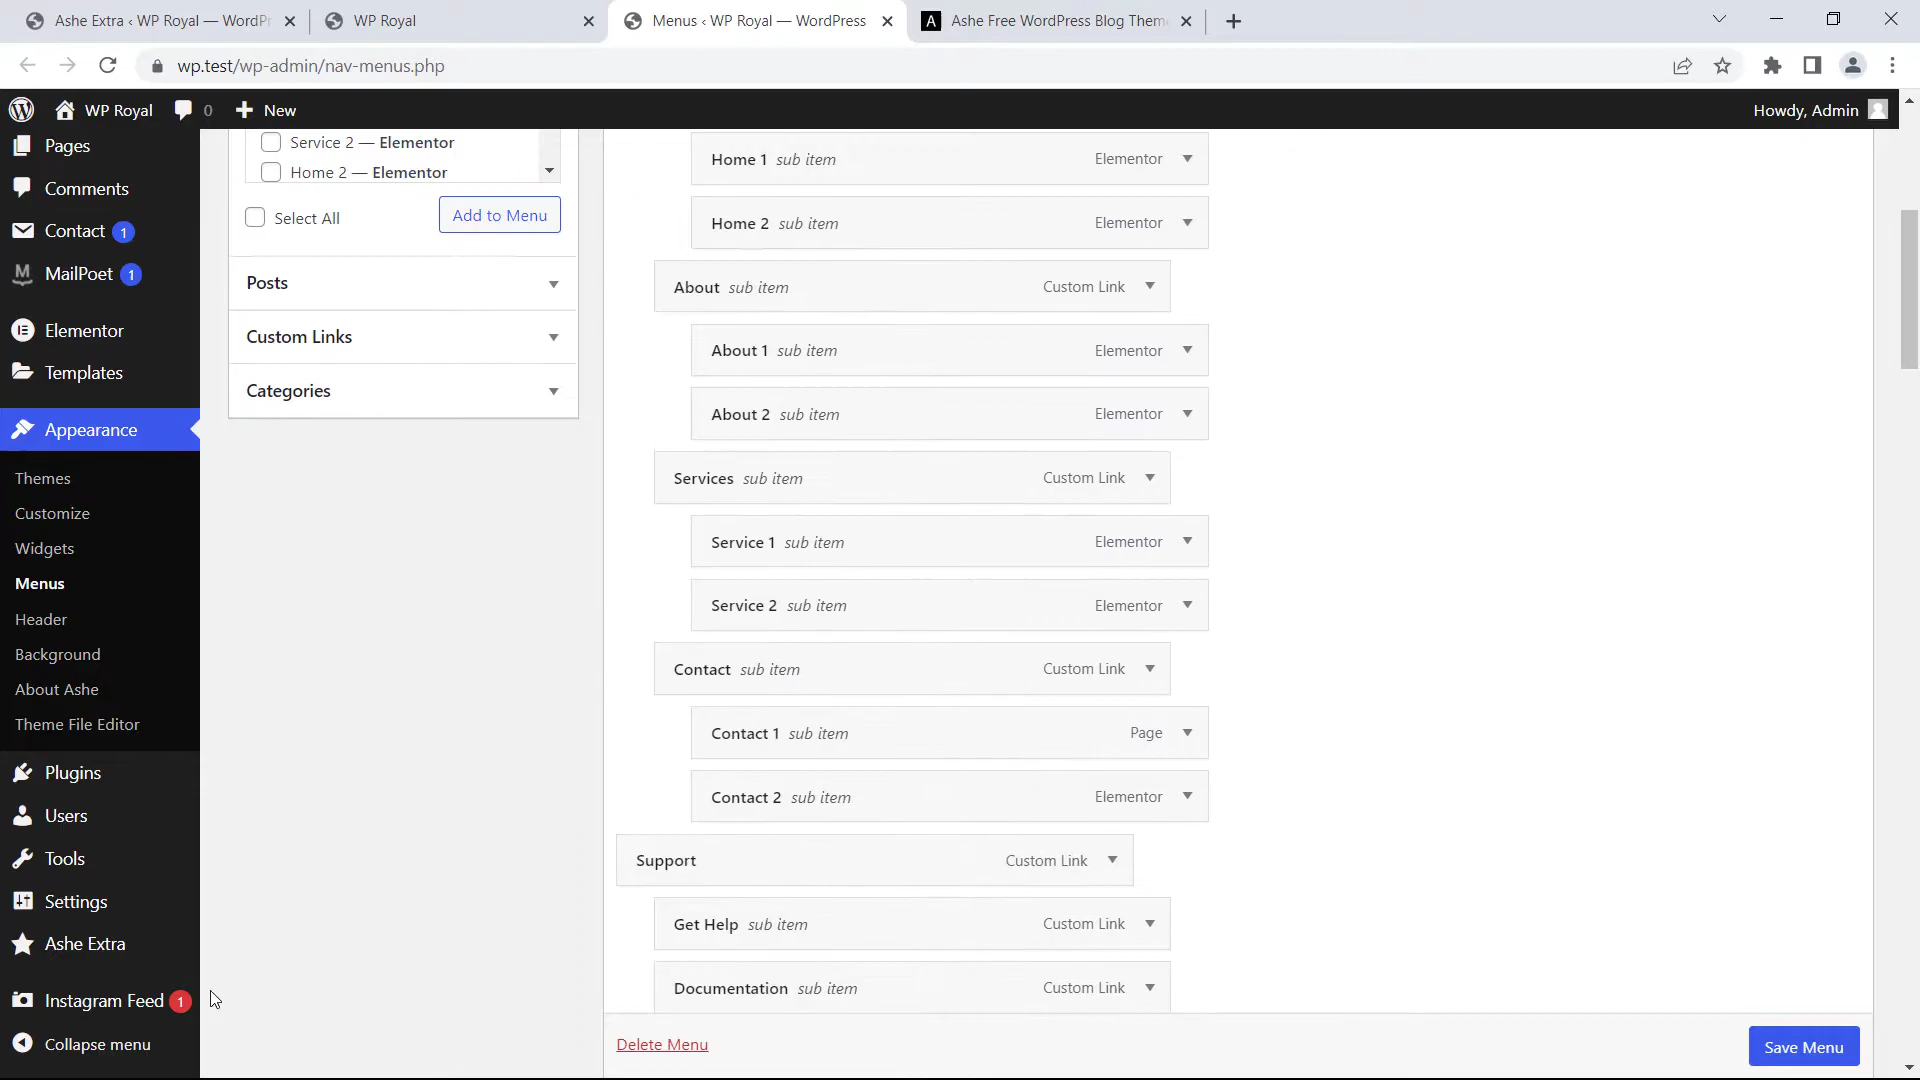 Ashe Extra ‹ WP Royal — WordPr
WP Royal
Menus ‹ WP Royal — WordPress
A
Ashe Free WordPress Blog Them
wp.test/wp-admin/nav-menus.php
WP Royal
0
New
Howdy, Admin
Pages
Comments
Contact 1
M MailPoet 1
Elementor
Templates
Appearance
Themes
Customize
Widgets
Menus
Header
Background
About Ashe
Theme File Editor
Plugins
Users
Tools
Settings
Ashe Extra
Instagram Feed 1
Collapse menu
Service 2 — Elementor
Home 2 — Elementor
Select All
Add to Menu
Posts
Custom Links
Categories
Home 1 sub item Elementor
Home 2 sub item Elementor
About sub item Custom Link
About 1 sub item Elementor
About 2 sub item Elementor
Services sub item Custom Link
Service 1 sub item Elementor
Service 2 sub item Elementor
Contact sub item Custom Link
Contact 1 sub item Page
Contact 2 sub item Elementor
Support Custom Link
Get Help sub item Custom Link
Documentation sub item Custom Link
Delete Menu
Save Menu